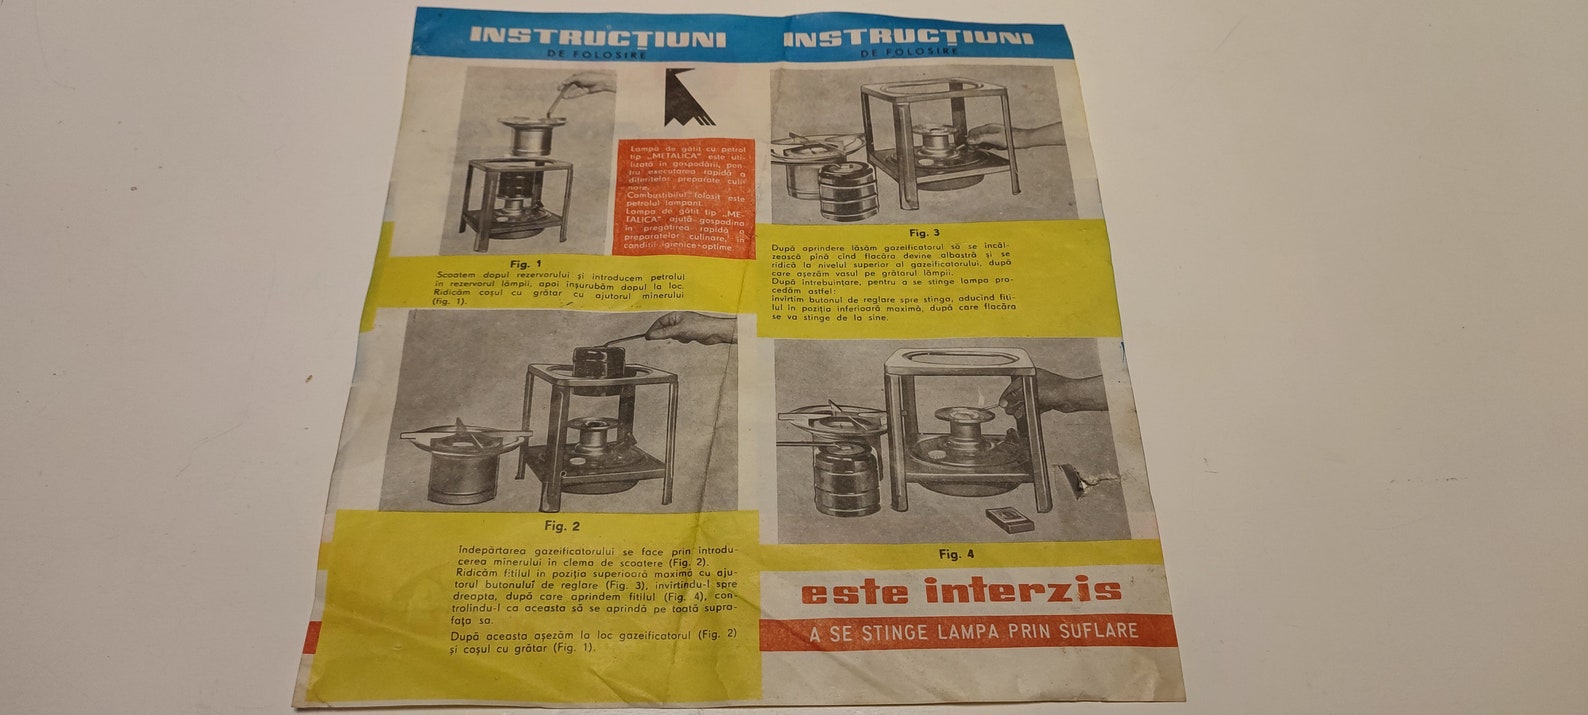 INSTRUCȚIUNI
DE FOLOSIRE
Lampa de gătit cu petrol
tip „METALICA" este uti-
lizată în gospodării, pen-
tru executarea rapidă a
diferitelor preparate culi-
nare.
Combustibilul folosit este
petrolul lampant.
Lampa de gătit tip „ME-
TALICA" ajută gospodina
în pregătirea rapidă a
preparatelor culinare, în
condiții igienice optime.
Fig. 1
Scoatem dopul rezervorului și introducem petrolul
în rezervorul lămpii, apoi înșurubăm dopul la loc.
Ridicăm coșul cu grătar cu ajutorul mînerului
(fig. 1).
Fig. 2
Îndepărtarea gazeificatorului se face prin introdu-
cerea mînerului în clema de scoatere (Fig. 2).
Ridicăm fitilul în poziția superioară maximă cu aju-
torul butonului de reglare (Fig. 3), învîrtindu-l spre
dreapta, după care aprindem fitilul (Fig. 4), con-
trolîndu-l ca aceasta să se aprindă pe toată supra-
fața sa.
După aceasta așezăm la loc gazeificatorul (Fig. 2)
și coșul cu grătar (Fig. 1).
INSTRUCȚIUNI
DE FOLOSIRE
Fig. 3
După aprindere lăsăm gazeificatorul să se încăl-
zească pînă cînd flacăra devine albastră și se
ridică la nivelul superior al gazeificatorului, după
care așezăm vasul pe grătarul lămpii.
După întrebuințare, pentru a se stinge lampa pro-
cedăm astfel:
învîrtim butonul de reglare spre stînga, aducînd fiti-
lul în poziția inferioară maximă, după care flacăra
se va stinge de la sine.
Fig. 4
este interzis
A SE STINGE LAMPA PRIN SUFLARE